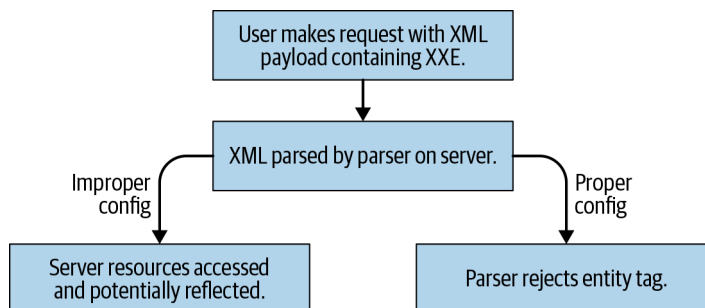 User makes request with XML
payload containing XXE.
XML parsed by parser on server.
Improper
config
Proper
config
Server resources accessed
and potentially reflected.
Parser rejects entity tag.